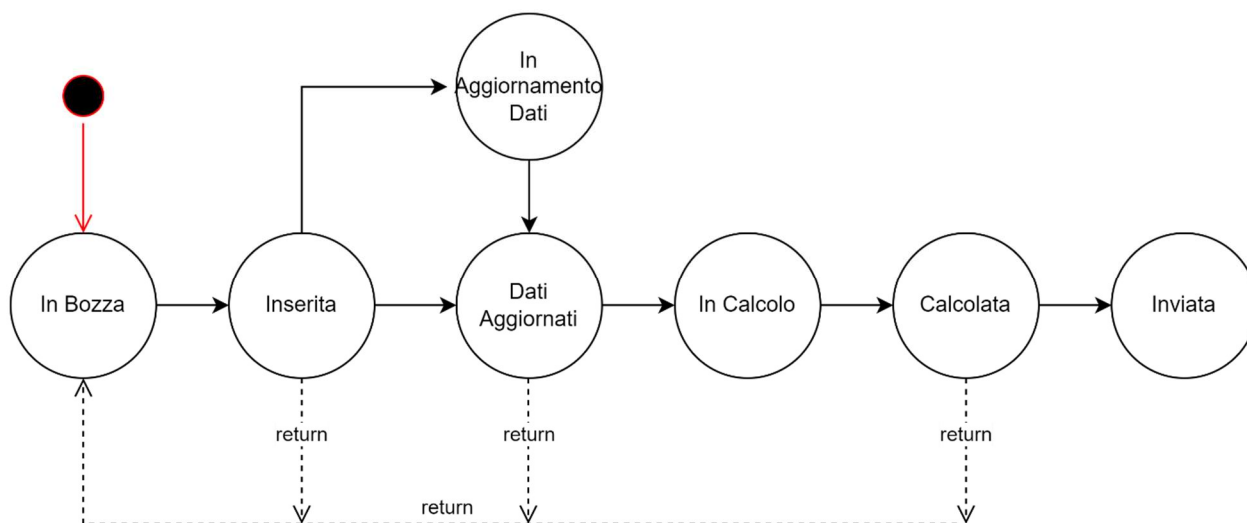 In
Aggiornamento
Dati
In Bozza
Inserita
Dati
Aggiornati
In Calcolo
Calcolata
Inviata
return
return
return
return